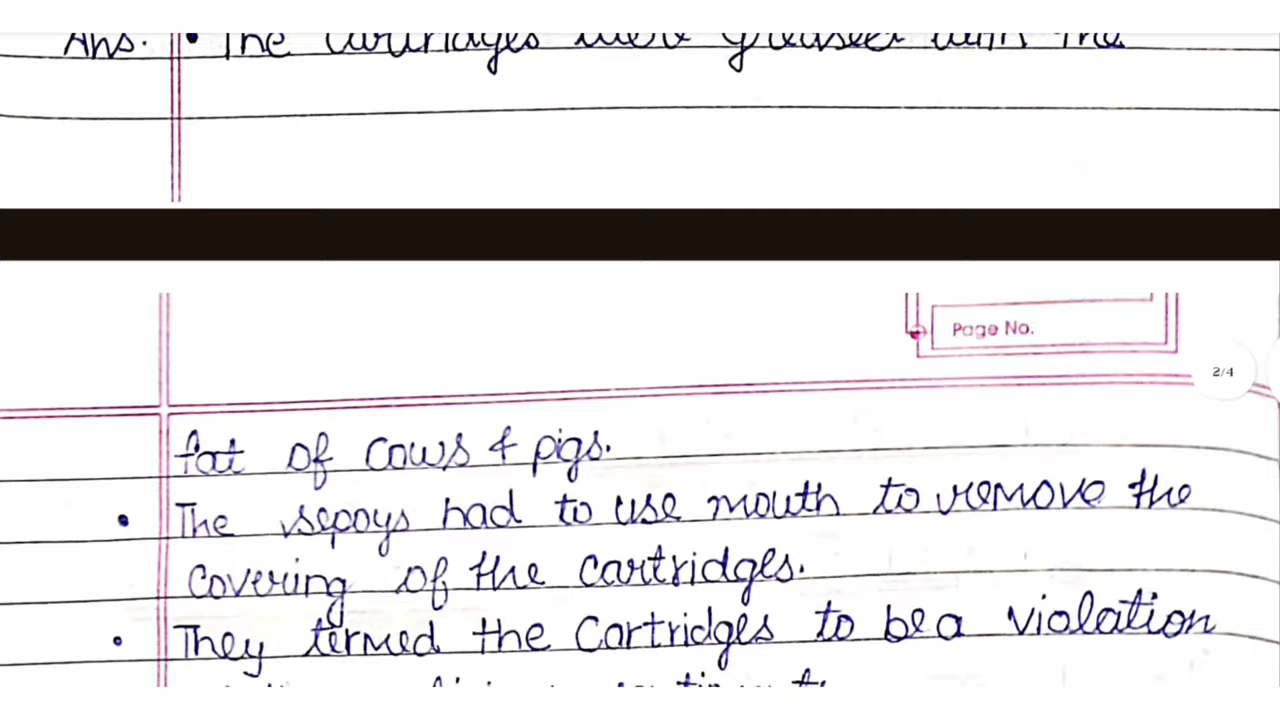 Ans. • The cartridges were greased with the
Page No.
2/4
fat of cows & pigs.
• The sepoys had to use mouth to remove the
covering of the cartridges.
• They termed the cartridges to be a violation